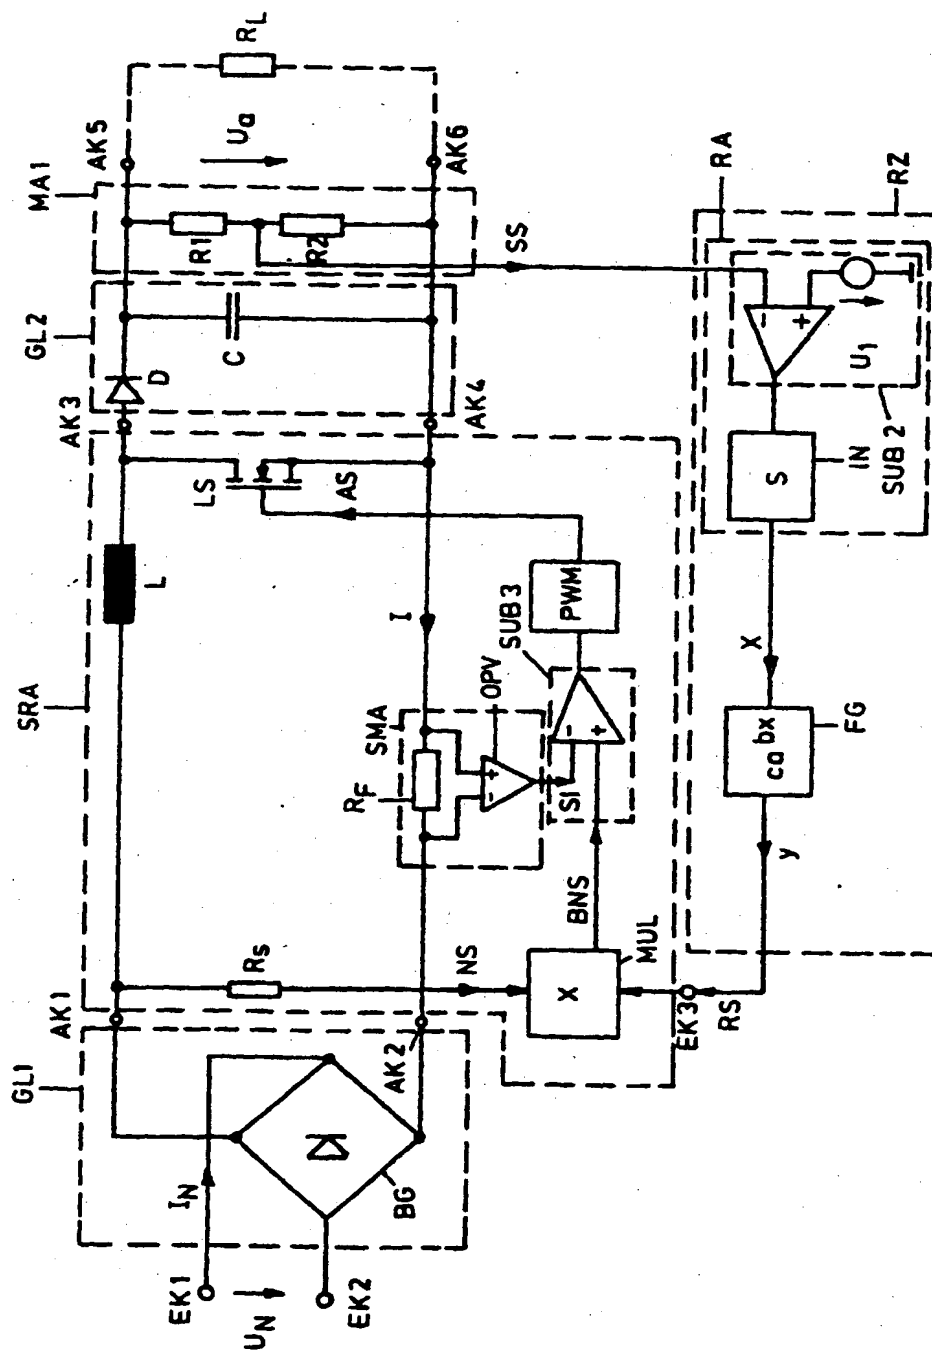 GL1
SRA
GL2
MA1
AK1
L
AK3
D
AK5
EK1
IN
UN
EK2
BG
AK2
Rs
NS
RF
SMA
I
OPV
LS
AS
AK4
C
R1
R2
Ua
RL
AK6
SS
X
MUL
BNS
SI
- +
- +
SUB3
PWM
EK3
RS
y
ca^bx
FG
X
S
IN
SUB2
U1
- +
RA
RZ